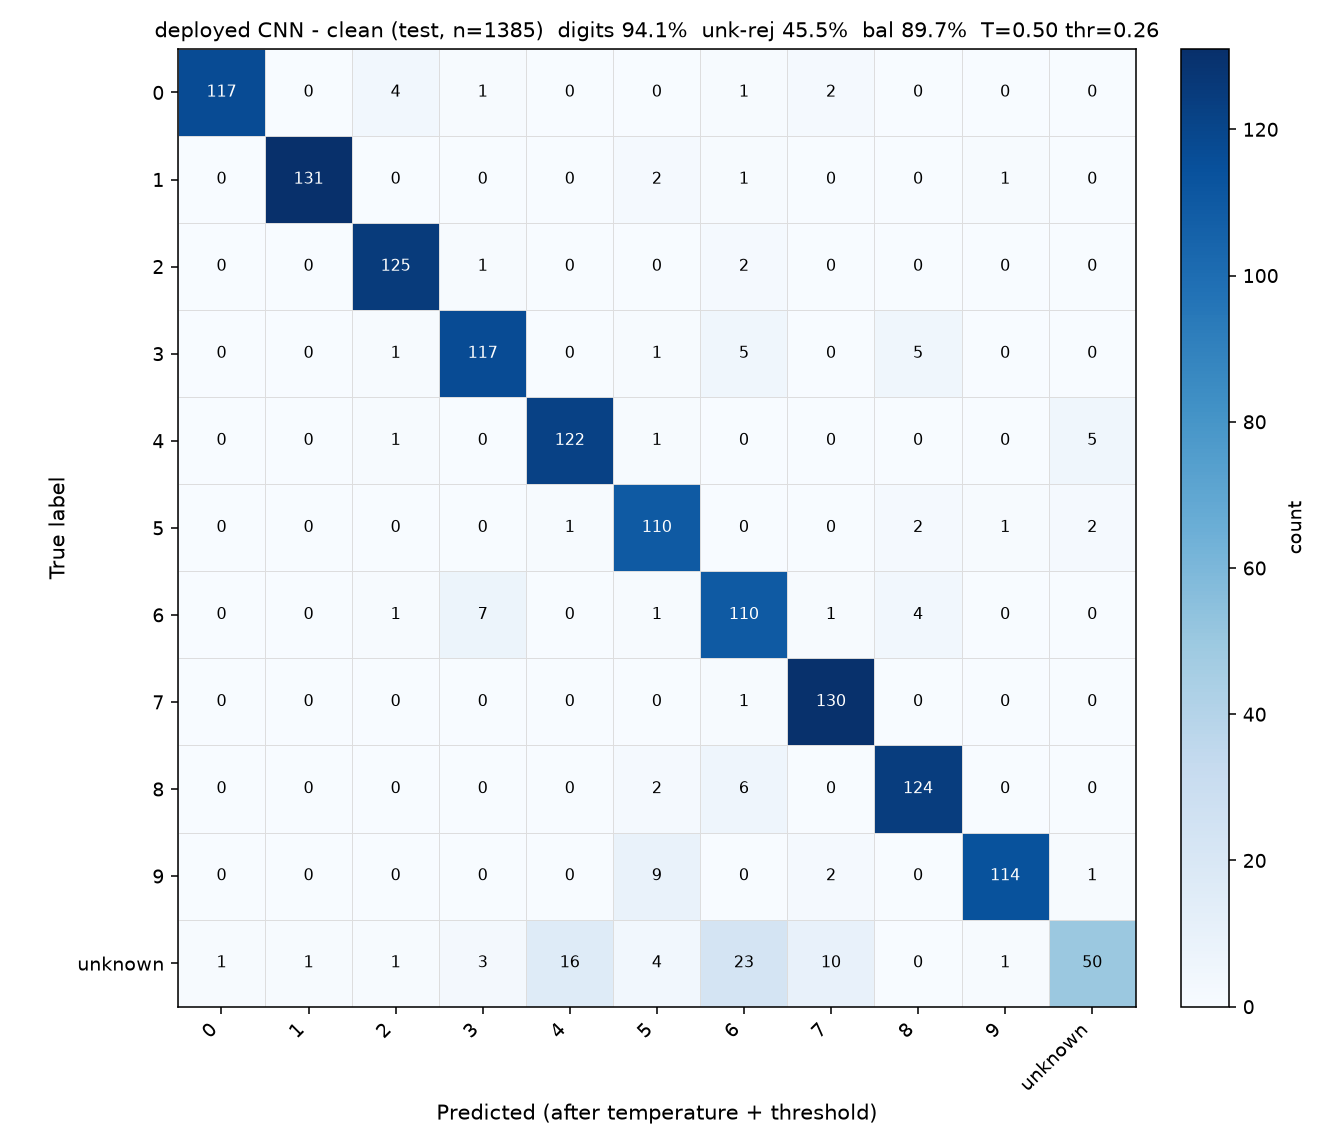 deployed CNN - clean (test, n=1385)  digits 94.1%  unk-rej 45.5%  bal 89.7%  T=0.50 thr=0.26
0 117 0 4 1 0 0 1 2 0 0 0
1 0 131 0 0 0 2 1 0 0 1 0
2 0 0 125 1 0 0 2 0 0 0 0
3 0 0 1 117 0 1 5 0 5 0 0
4 0 0 1 0 122 1 0 0 0 0 5
5 0 0 0 0 1 110 0 0 2 1 2
6 0 0 1 7 0 1 110 1 4 0 0
7 0 0 0 0 0 0 1 130 0 0 0
8 0 0 0 0 0 2 6 0 124 0 0
9 0 0 0 0 0 9 0 2 0 114 1
unknown 1 1 1 3 16 4 23 10 0 1 50
0 1 2 3 4 5 6 7 8 9 unknown
Predicted (after temperature + threshold)
True label
120
100
80
60
40
20
0
count